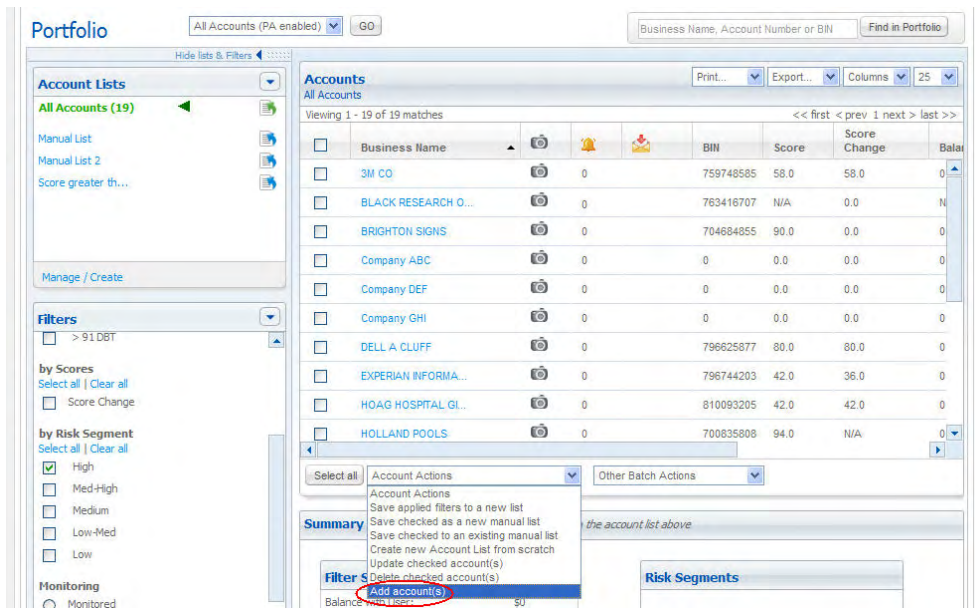 Portfolio
All Accounts (PA enabled) GO
Business Name, Account Number or BIN Find in Portfolio
Hide lists & Filters
Account Lists
All Accounts (19)
Manual List
Manual List 2
Score greater th...
Manage / Create
Filters
> 91 DBT
by Scores
Select all | Clear all
Score Change
by Risk Segment
Select all | Clear all
High
Med-High
Medium
Low-Med
Low
Monitoring
Monitored
Accounts
Print... Export... Columns 25
All Accounts
Viewing 1 - 19 of 19 matches << first < prev 1 next > last >>
Business Name BIN Score Score Change
3M CO 0 759748585 58.0 58.0 0
BLACK RESEARCH O... 0 763416707 N/A 0.0 N
BRIGHTON SIGNS 0 704684855 90.0 0.0 0
Company ABC 0 0 0.0 0.0 0
Company DEF 0 0 0.0 0.0 0
Company GHI 0 0 0.0 0.0 0
DELL A CLUFF 0 796625877 80.0 80.0 0
EXPERIAN INFORMA... 0 796744203 42.0 36.0 0
HOAG HOSPITAL GI... 0 810093205 42.0 42.0 0
HOLLAND POOLS 0 700835808 94.0 N/A 0
Select all Account Actions Other Batch Actions
Account Actions
Save applied filters to a new list
Save checked as a new manual list
Save checked to an existing manual list
Create new Account List from scratch
Update checked account(s)
Delete checked account(s)
Add account(s)
Summary the account list above
Filter
Risk Segments
Balance with User: $0